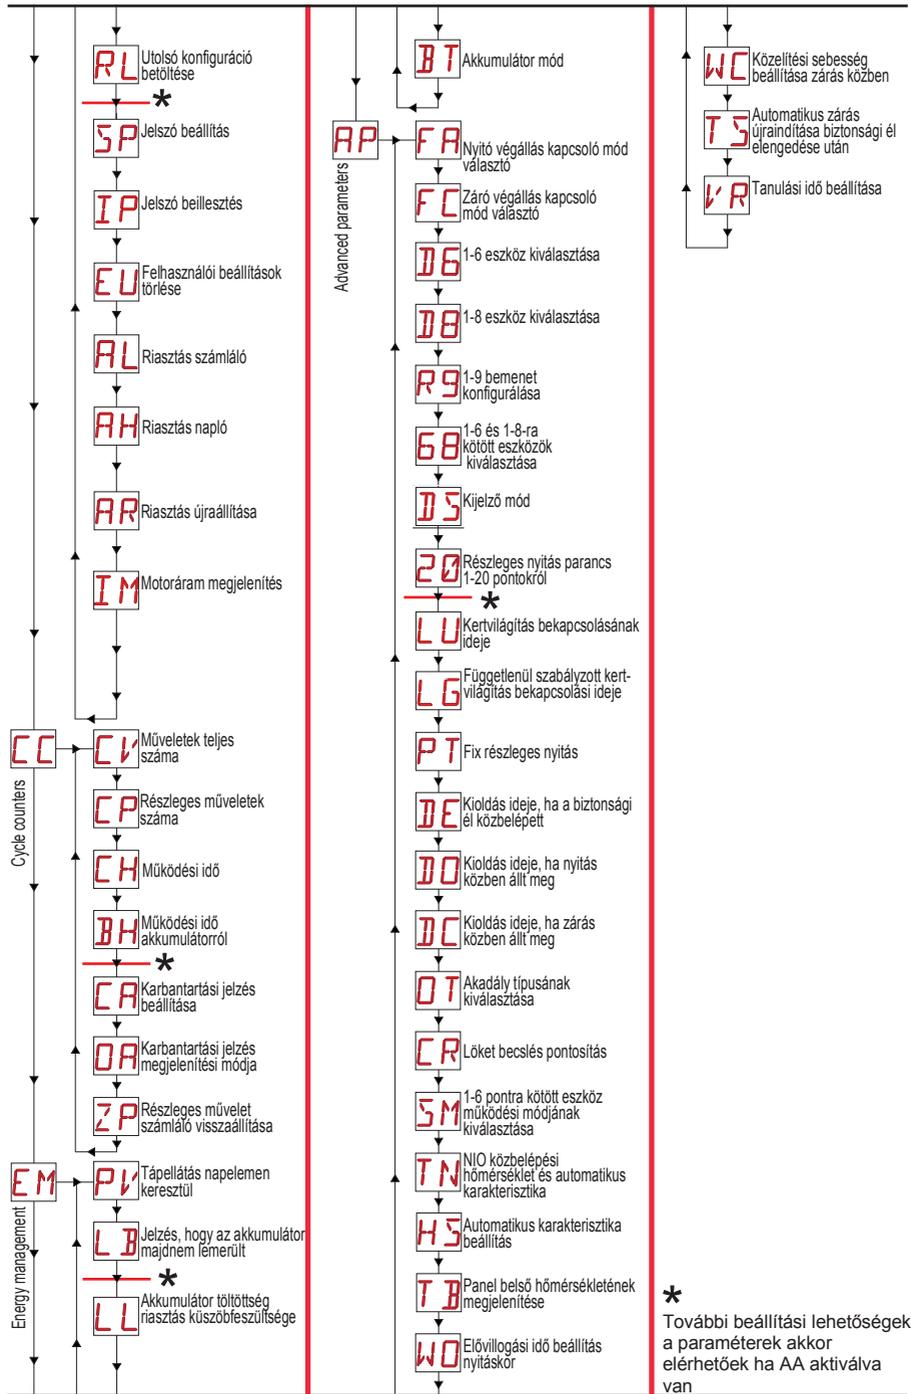 RL
Utolsó konfiguráció
betöltése
*
SP
Jelszó beállítás
IP
Jelszó beillesztés
EU
Felhasználói beállítások
törlése
AL
Riasztás számláló
AH
Riasztás napló
AR
Riasztás újraállítása
IM
Motoráram megjelenítés
CC
Cycle counters
CV
Műveletek teljes
száma
CP
Részleges műveletek
száma
CH
Működési idő
BH
Működési idő
akkumulátorról
*
CA
Karbantartási jelzés
beállítása
OA
Karbantartási jelzés
megjelenítési módja
ZP
Részleges művelet
számláló visszaállítása
EM
Energy management
PV
Tápellátás napelemen
keresztül
LB
Jelzés, hogy az akkumulátor
majdnem lemerült
*
LL
Akkumulátor töltöttség
riasztás küszöbfeszültsége
BT
Akkumulátor mód
AP
Advanced parameters
FA
Nyitó végállás kapcsoló mód
választó
FC
Záró végállás kapcsoló
mód választó
D6
1-6 eszköz kiválasztása
D8
1-8 eszköz kiválasztása
R9
1-9 bemenet
konfigurálása
68
1-6 és 1-8-ra
kötött eszközök
kiválasztása
DS
Kijelző mód
20
Részleges nyitás parancs
1-20 pontokról
*
LU
Kertvilágítás bekapcsolásának
ideje
LG
Függetlenül szabályzott kert-
világítás bekapcsolási ideje
PT
Fix részleges nyitás
DE
Kioldás ideje, ha a biztonsági
él közbelépett
DO
Kioldás ideje, ha nyitás
közben állt meg
DC
Kioldás ideje, ha zárás
közben állt meg
OT
Akadály típusának
kiválasztása
CR
Löket becslés pontosítás
SM
1-6 pontra kötött eszköz
működési módjának
kiválasztása
TN
NIO közbelépési
hőmérséklet és automatikus
karakterisztika
HS
Automatikus karakterisztika
beállítás
TB
Panel belső hőmérsékletének
megjelenítése
WO
Elővillogási idő beállítás
nyitáskor
WC
Közelítési sebesség
beállítása zárás közben
TS
Automatikus zárás
újraindítása biztonsági él
elengedése után
VR
Tanulási idő beállítása
*
További beállítási lehetőségek
a paraméterek akkor
elérhetőek ha AA aktiválva
van